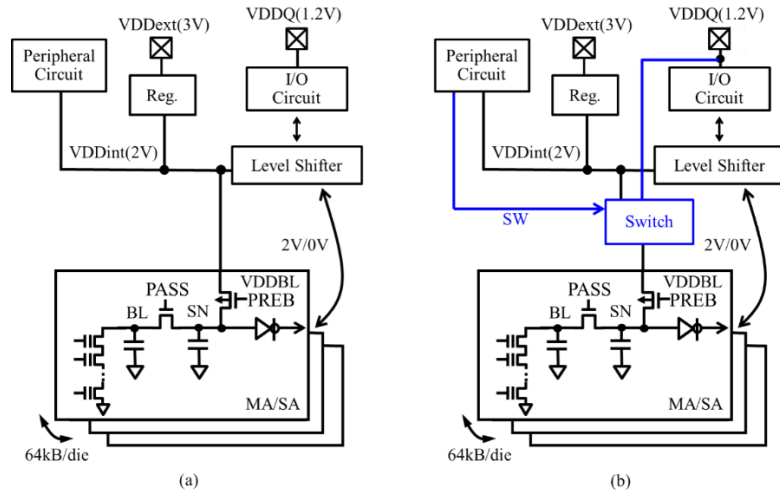 VDDext(3V)
VDDQ(1.2V)
Peripheral
Circuit
Reg.
I/O
Circuit
VDDint(2V)
Level Shifter
2V/0V
VDDBL
PREB
PASS
BL
SN
MA/SA
64kB/die
(a)
VDDext(3V)
VDDQ(1.2V)
Peripheral
Circuit
Reg.
I/O
Circuit
VDDint(2V)
Level Shifter
SW
Switch
2V/0V
VDDBL
PREB
PASS
BL
SN
MA/SA
64kB/die
(b)